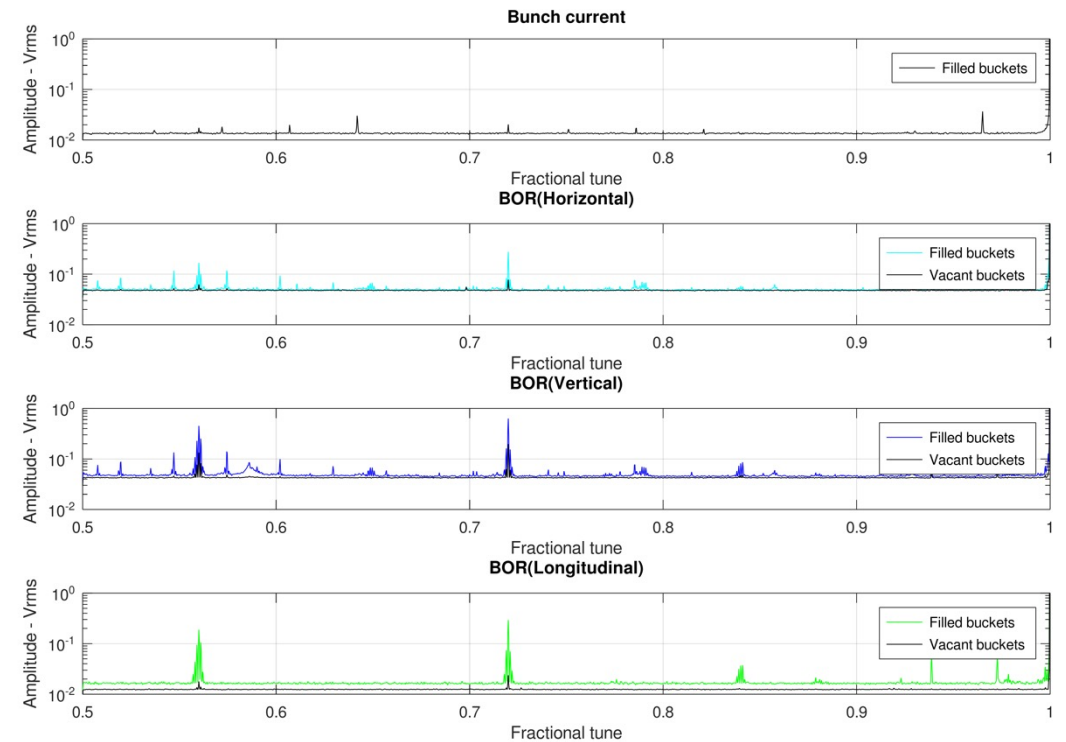 Bunch current
Amplitude - Vrms
10^0
10^-1
10^-2
Filled buckets
0.5 0.6 0.7 0.8 0.9 1
Fractional tune
BOR(Horizontal)
Amplitude - Vrms
10^0
10^-1
10^-2
Filled buckets
Vacant buckets
0.5 0.6 0.7 0.8 0.9 1
Fractional tune
BOR(Vertical)
Amplitude - Vrms
10^0
10^-1
10^-2
Filled buckets
Vacant buckets
0.5 0.6 0.7 0.8 0.9 1
Fractional tune
BOR(Longitudinal)
Amplitude - Vrms
10^0
10^-1
10^-2
Filled buckets
Vacant buckets
0.5 0.6 0.7 0.8 0.9 1
Fractional tune